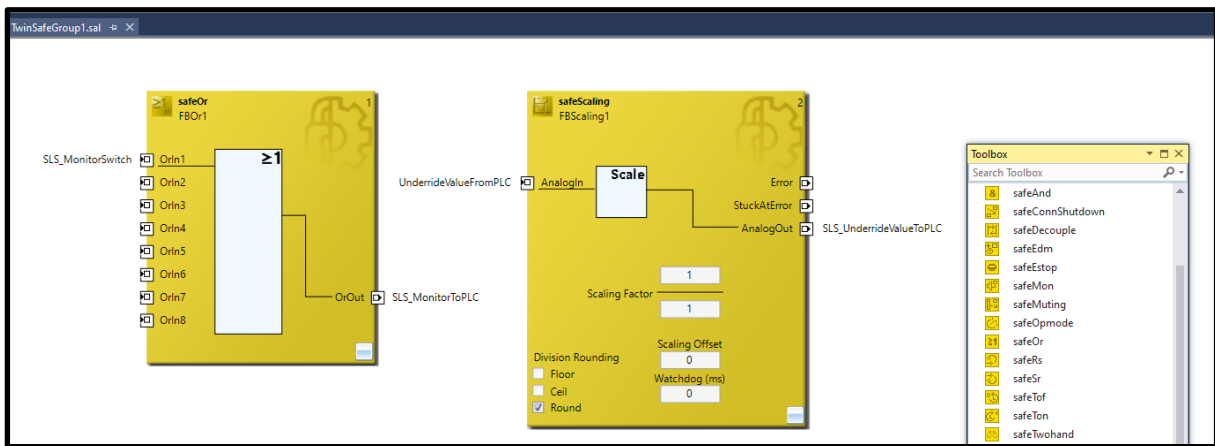 TwinSafeGroup1.sal
≥1 safeOr 1
FBOr1
SLS_MonitorSwitch OrIn1 ≥1
OrIn2
OrIn3
OrIn4
OrIn5
OrIn6
OrIn7 OrOut SLS_MonitorToPLC
OrIn8
safeScaling 2
FBScaling1
UnderrideValueFromPLC AnalogIn Scale Error
StuckAtError
AnalogOut SLS_UnderrideValueToPLC
1
Scaling Factor
1
Scaling Offset
Division Rounding 0
Floor
Watchdog (ms)
Ceil 0
Round
Toolbox
Search Toolbox
& safeAnd
safeConnShutdown
safeDecouple
safeEdm
safeEstop
safeMon
safeMuting
safeOpmode
≥1 safeOr
safeRs
safeSr
safeTof
safeTon
safeTwohand